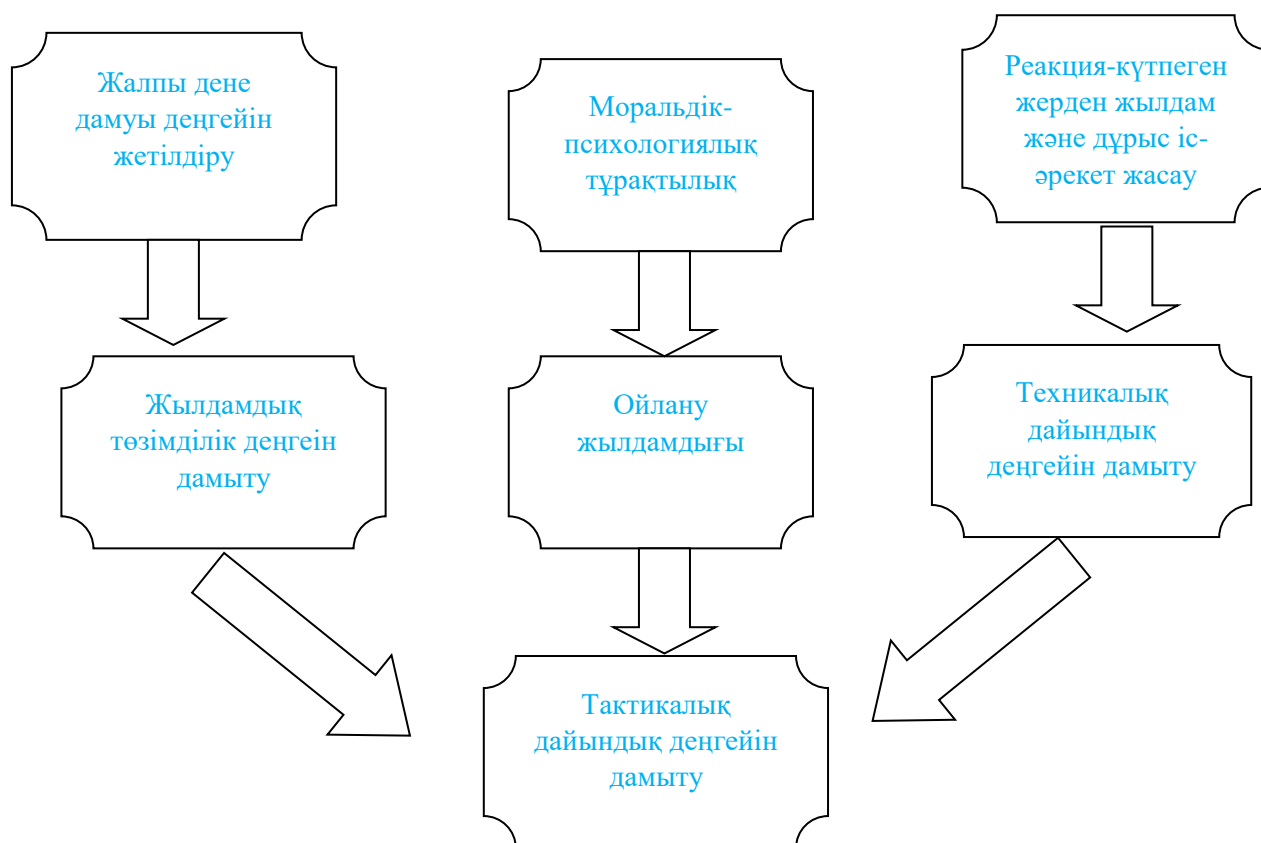 Жалпы дене
дамуы деңгейін
жетілдіру
Моральдік-
психологиялық
тұрақтылық
Реакция-күтпеген
жерден жылдам
және дұрыс іс-
әрекет жасау
Жылдамдық
төзімділік деңгеін
дамыту
Ойлану
жылдамдығы
Техникалық
дайындық
деңгейін дамыту
Тактикалық
дайындық деңгейін
дамыту